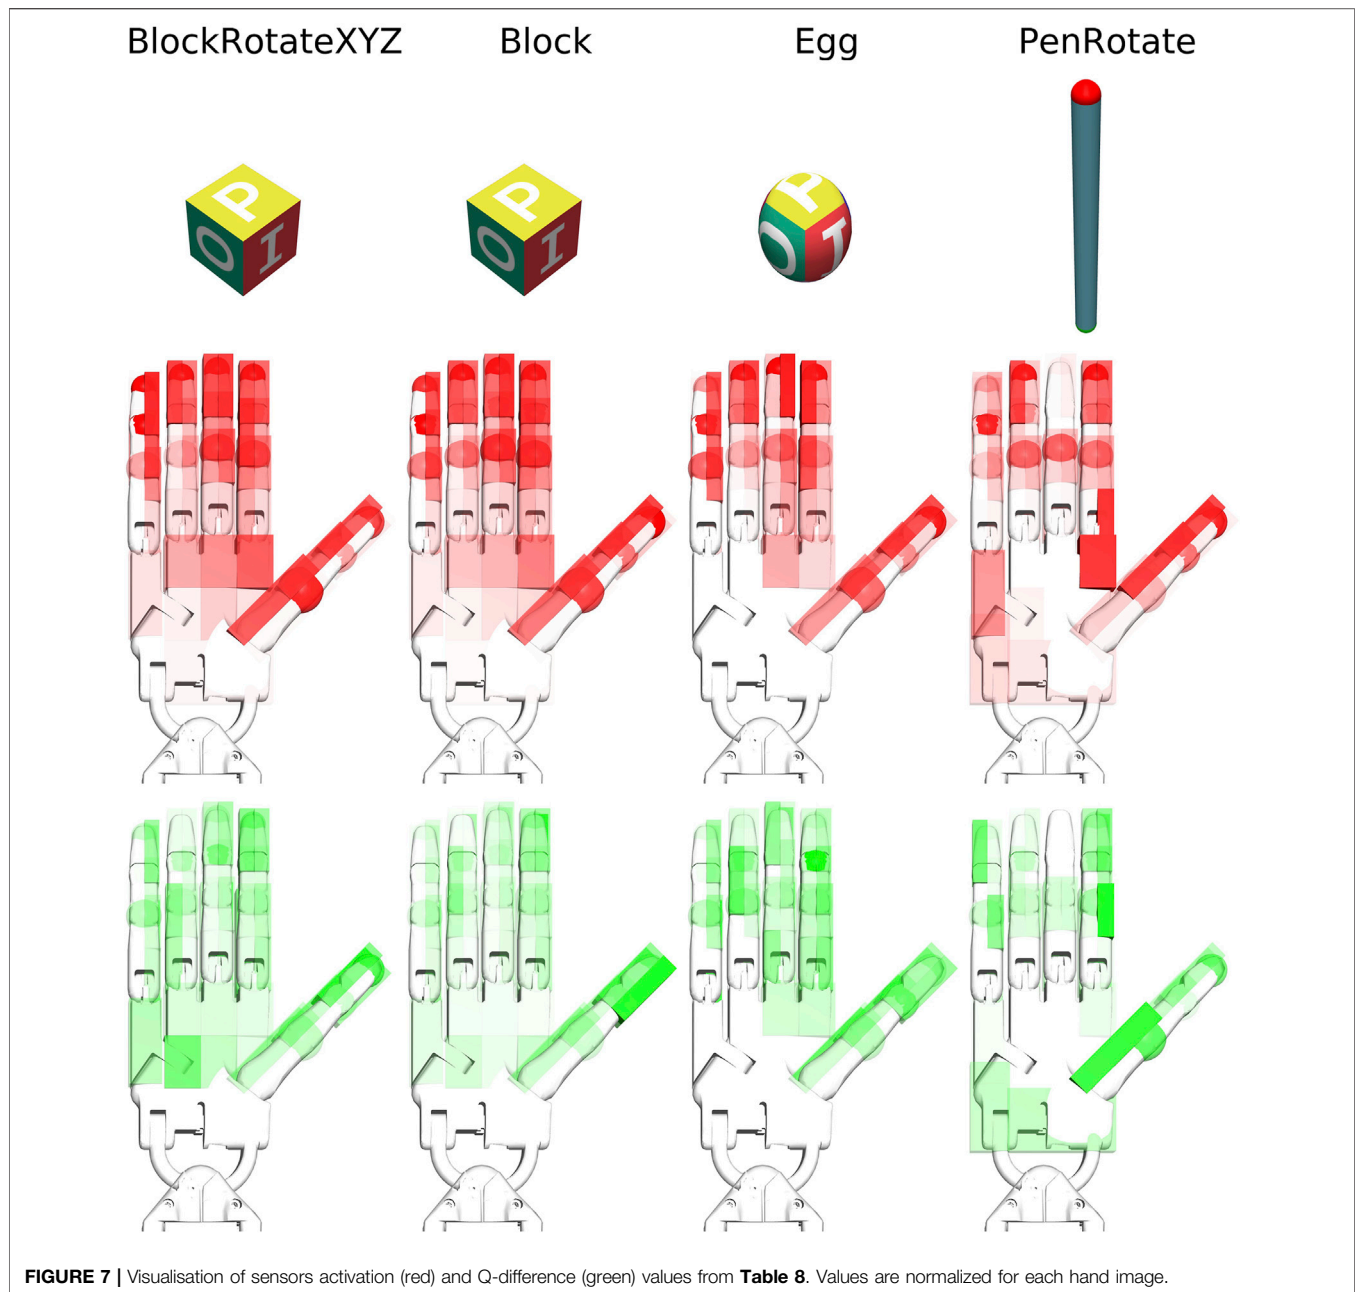 BlockRotateXYZ Block Egg PenRotate
P P P
O I O I O I
FIGURE 7 | Visualisation of sensors activation (red) and Q-difference (green) values from Table 8. Values are normalized for each hand image.